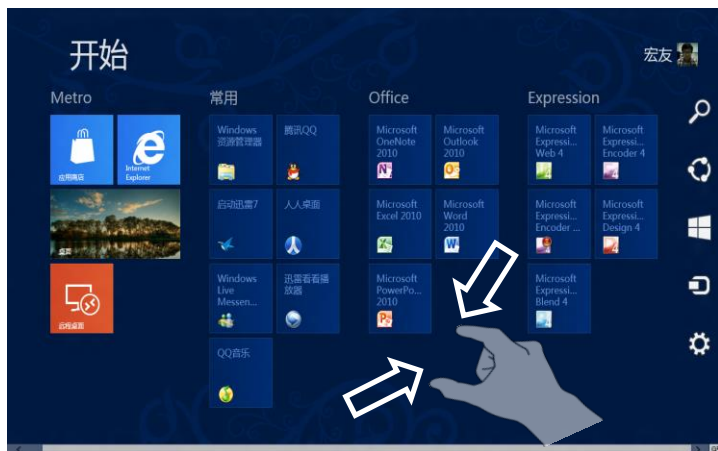 开始
宏友
Metro
常用
Office
Expression
应用商店
Internet
Explorer
Windows
资源管理器
腾讯QQ
Microsoft
OneNote
2010
Microsoft
Outlook
2010
Microsoft
Expressi...
Web 4
Microsoft
Expressi...
Encoder 4
桌面
启动迅雷7
人人桌面
Microsoft
Excel 2010
Microsoft
Word
2010
Microsoft
Expressi...
Encoder ...
Microsoft
Expressi...
Design 4
远程桌面
Windows
Live
Messen...
迅雷看看播
放器
Microsoft
PowerPo...
2010
Microsoft
Expressi...
Blend 4
QQ音乐